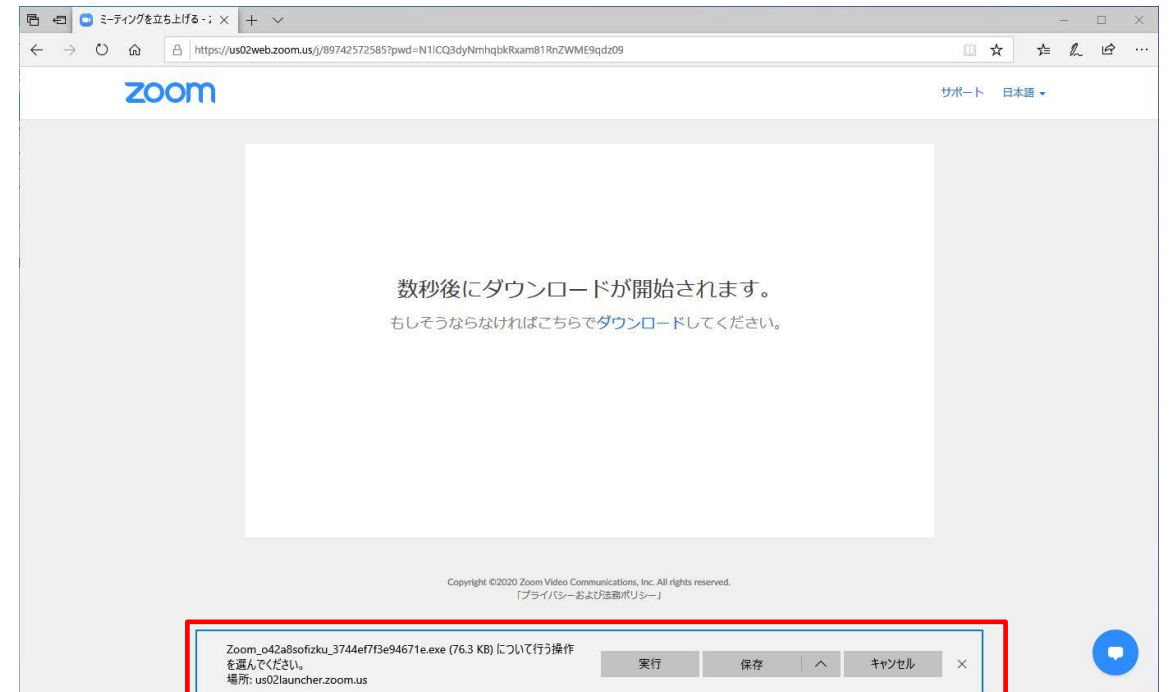 ミーティングを立ち上げる - Z
https://us02web.zoom.us/j/89742572585?pwd=N1lCQ3dyNmhqbkRxam81RnZWME9qdz09
zoom
サポート 日本語
数秒後にダウンロードが開始されます。
もしそうならなければこちらでダウンロードしてください。
Copyright ©2020 Zoom Video Communications, Inc. All rights reserved.
「プライバシーおよび法務ポリシー」
Zoom_o42a8sofizku_3744ef7f3e94671e.exe (76.3 KB) について行う操作
を選んでください。
場所: us02launcher.zoom.us
実行 保存 キャンセル